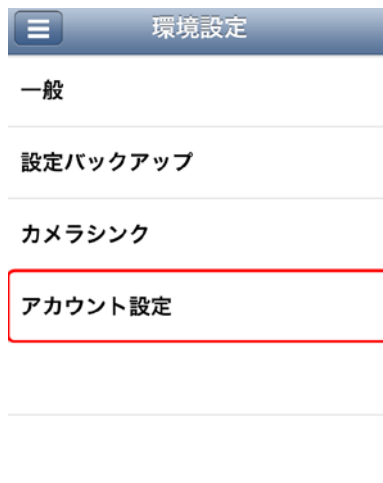 環境設定
一般
設定バックアップ
カメラシンク
アカウント設定